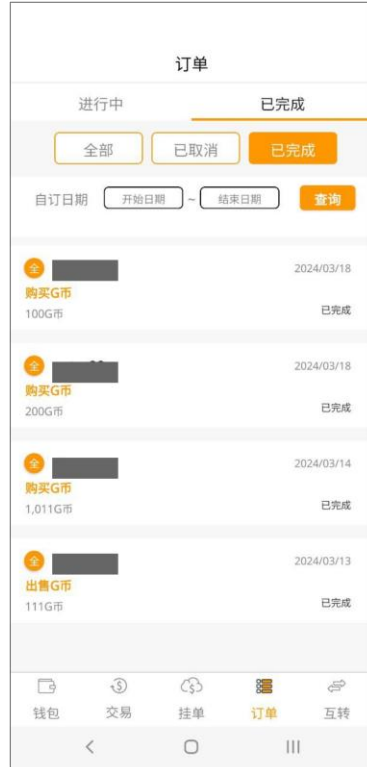 订单
进行中 已完成
全部 已取消 已完成
自订日期 开始日期 ~ 结束日期 查询
全 2024/03/18
购买G币
100G币 已完成
全 2024/03/18
购买G币
200G币 已完成
全 2024/03/14
购买G币
1,011G币 已完成
全 2024/03/13
出售G币
111G币 已完成
钱包 交易 挂单 订单 互转